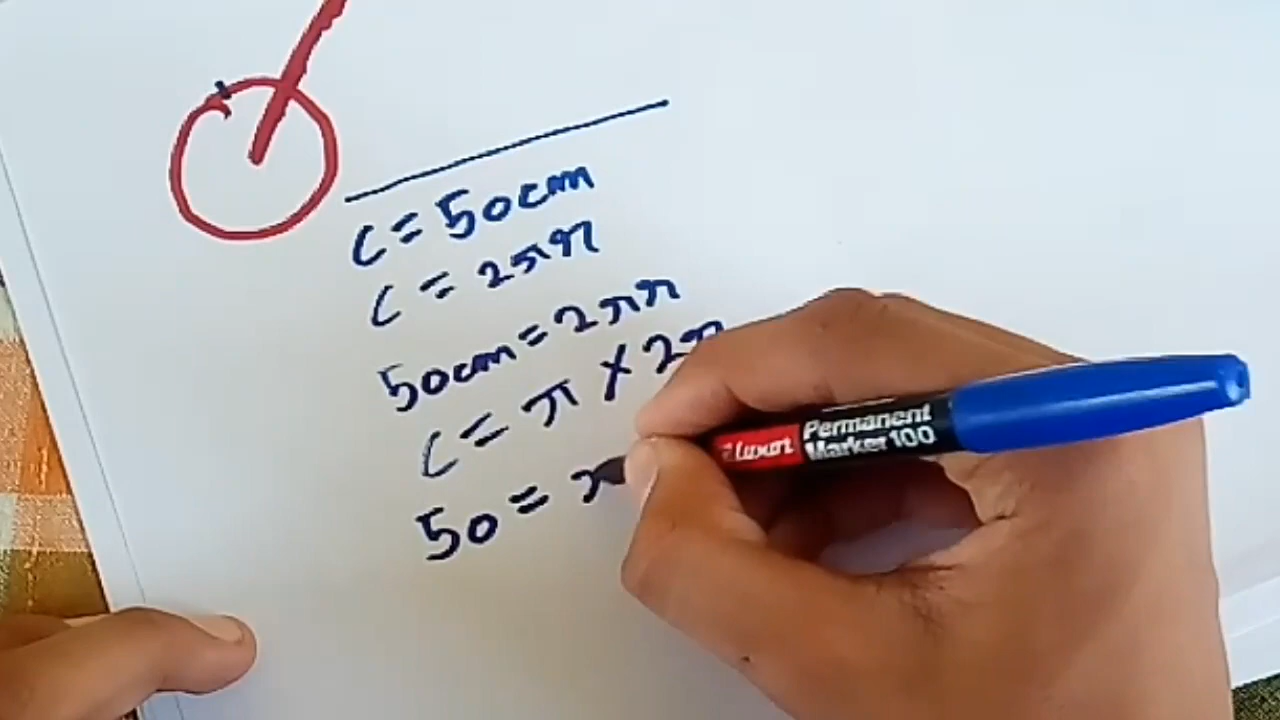 C = 50cm
C = 2πr
50cm = 2πr
C = π × 2r
50 = π
Luxor Permanent
Marker 100